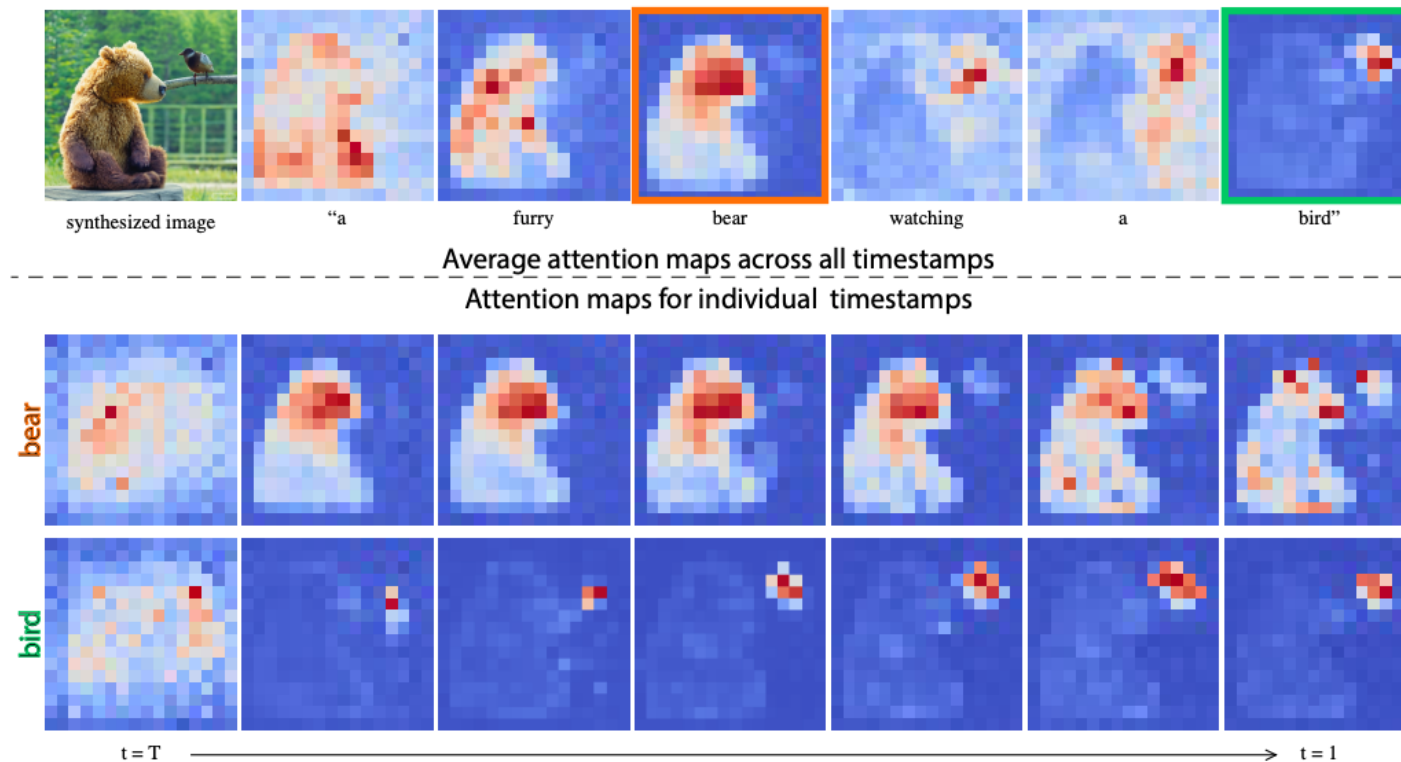 synthesized image
“a
furry
bear
watching
a
bird”
Average attention maps across all timestamps
Attention maps for individual timestamps
bear
bird
t = T
t = 1